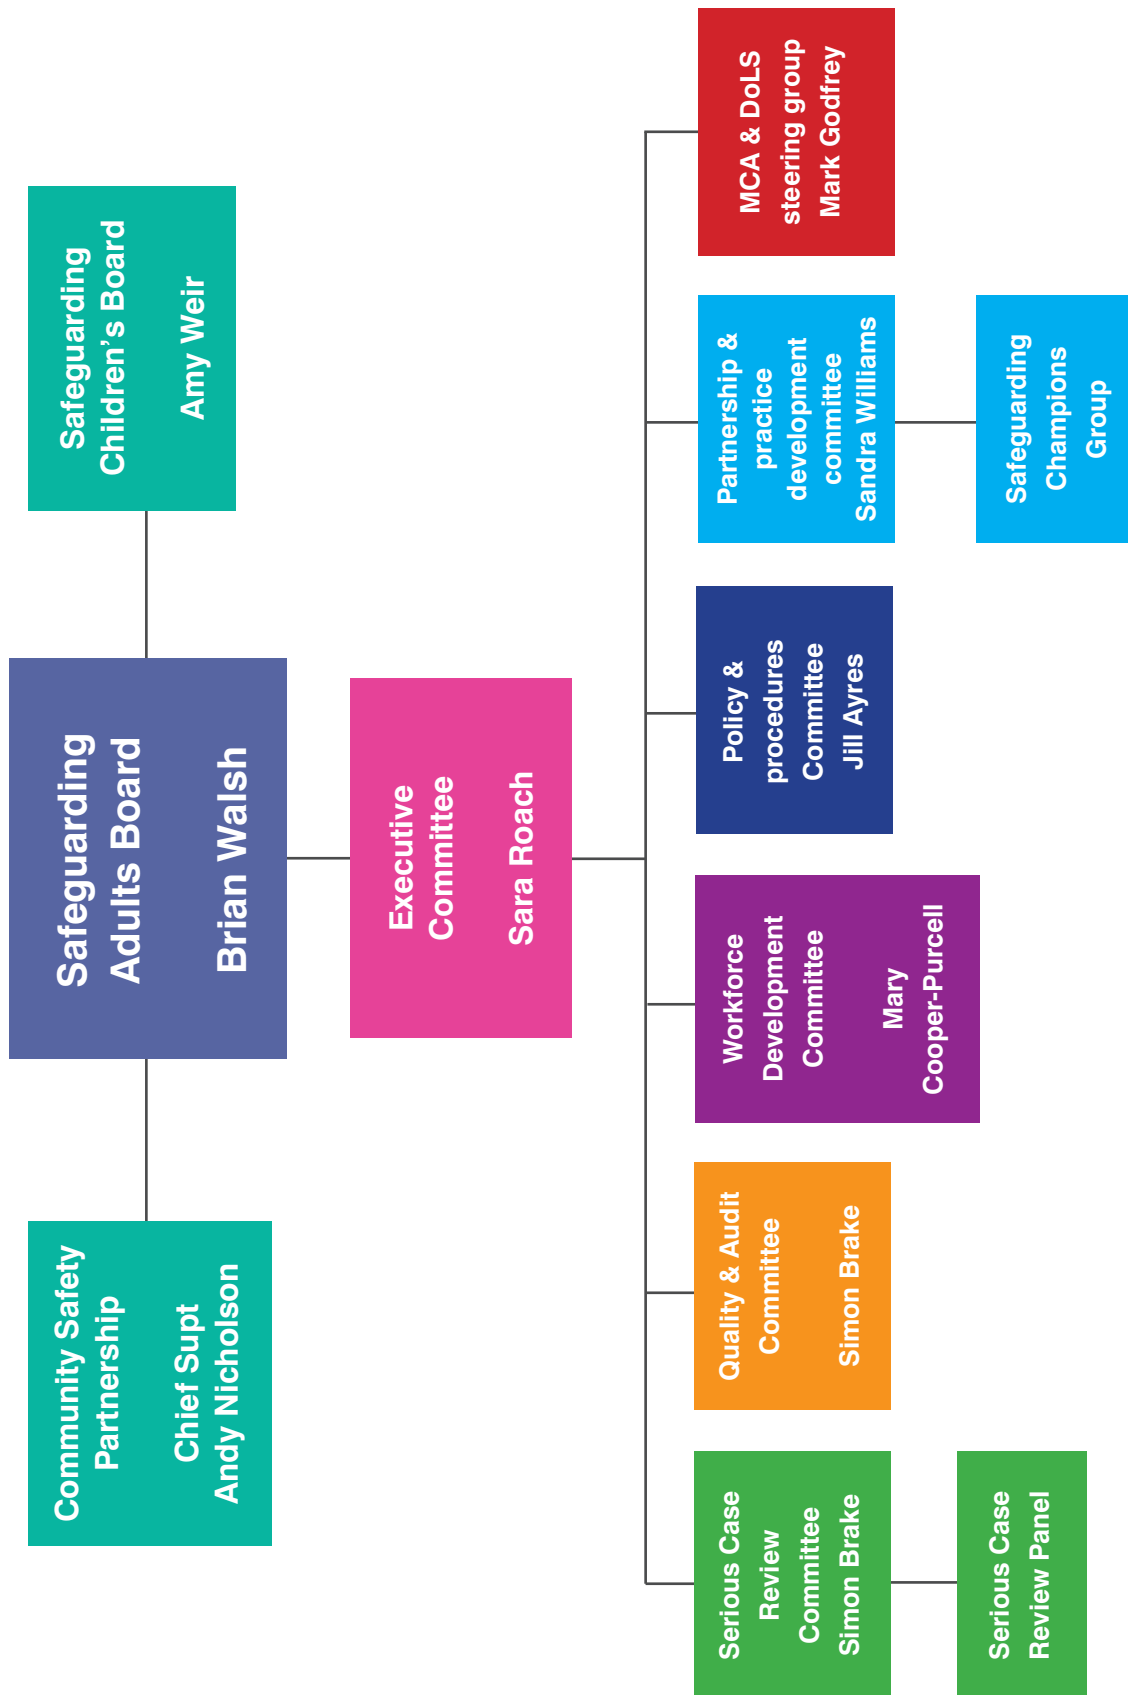 Community Safety
Partnership
Chief Supt
Andy Nicholson
Safeguarding
Adults Board
Brian Walsh
Safeguarding
Children’s Board
Amy Weir
Executive
Committee
Sara Roach
Serious Case
Review
Committee
Simon Brake
Quality & Audit
Committee
Simon Brake
Workforce
Development
Committee
Mary
Cooper-Purcell
Policy &
procedures
Committee
Jill Ayres
Partnership &
practice
development
committee
Sandra Williams
MCA & DoLS
steering group
Mark Godfrey
Serious Case
Review Panel
Safeguarding
Champions
Group